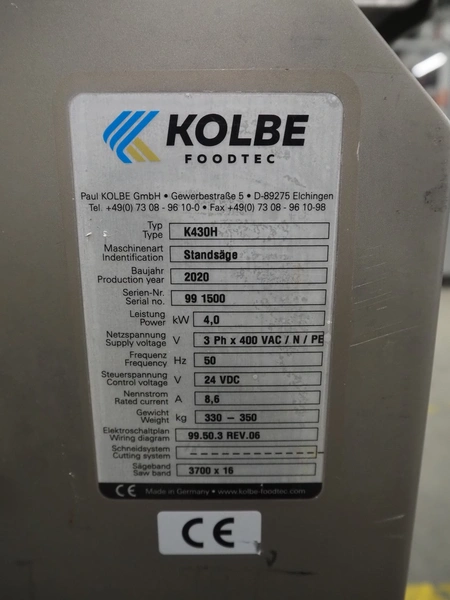 KOLBE
FOODTEC
Paul KOLBE GmbH • Gewerbestraße 5 • D-89275 Elchingen
Tel. +49(0) 73 08 - 96 10-0 • Fax +49(0) 73 08 - 96 10-98
Typ
Type K430H
Maschinenart
Indentification Standsäge
Baujahr
Production year 2020
Serien-Nr.
Serial no. 99 1500
Leistung
Power kW 4,0
Netzspannung
Supply voltage V 3 Ph x 400 VAC / N / PE
Frequenz
Frequency Hz 50
Steuerspannung
Control voltage V 24 VDC
Nennstrom
Rated current A 8,6
Gewicht
Weight kg 330 – 350
Elektroschaltplan
Wiring diagram 99.50.3 REV.06
Schneidsystem
Cutting system ----------------
Sägeband
Saw band 3700 x 16
CE Made in Germany • www.kolbe-foodtec.com
CE